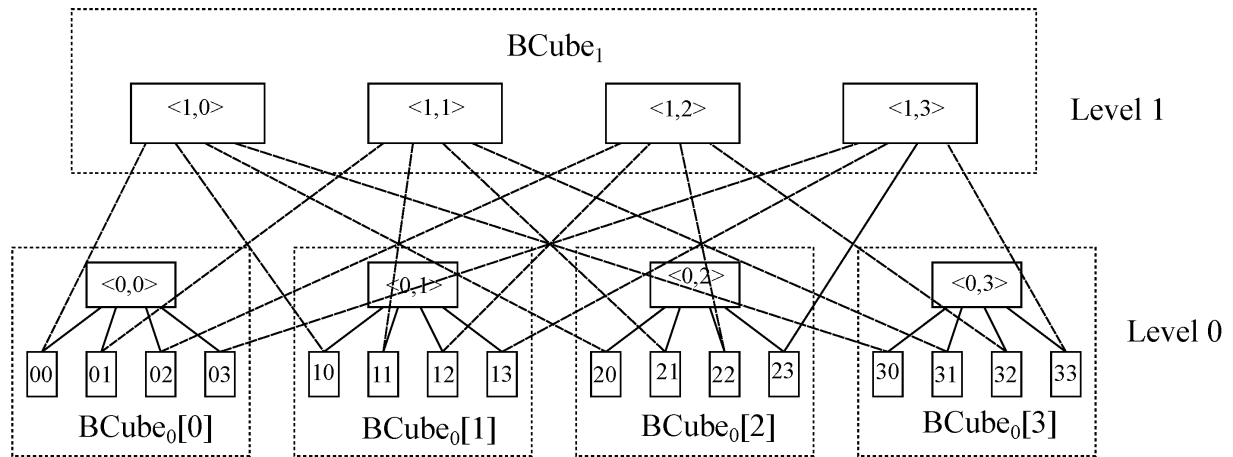 BCube₁
<1,0> <1,1> <1,2> <1,3>
Level 1
<0,0> <0,1> <0,2> <0,3>
Level 0
00 01 02 03 10 11 12 13 20 21 22 23 30 31 32 33
BCube₀[0] BCube₀[1] BCube₀[2] BCube₀[3]